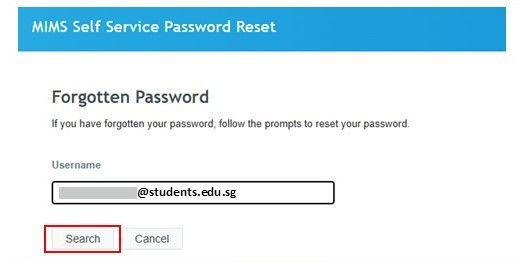 MIMS Self Service Password Reset
Forgotten Password
If you have forgotten your password, follow the prompts to reset your password.
Username
@students.edu.sg
Search Cancel